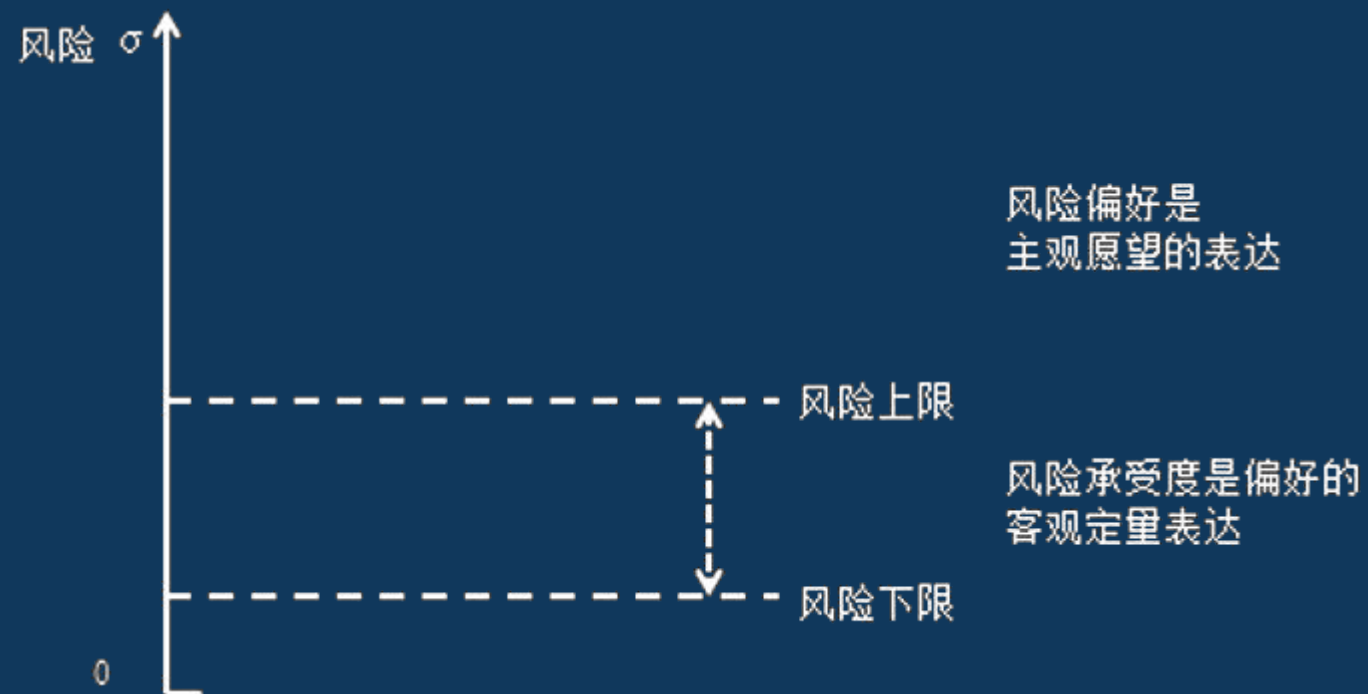 风险 σ
风险偏好是
主观愿望的表达
风险上限
风险承受度是偏好的
客观定量表达
风险下限
0